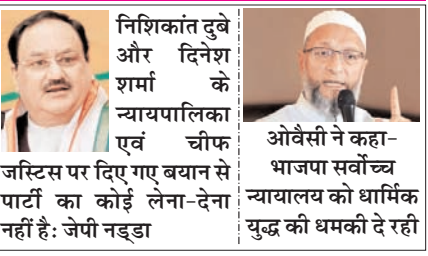 निशिकांत दुबे
और दिनेश
शर्मा के
न्यायपालिका
एवं चीफ
जस्टिस पर दिए गए बयान से
पार्टी का कोई लेना-देना
नहीं है: जेपी नड्डा
ओवैसी ने कहा-
भाजपा सर्वोच्च
न्यायालय को धार्मिक
युद्ध की धमकी दे रही